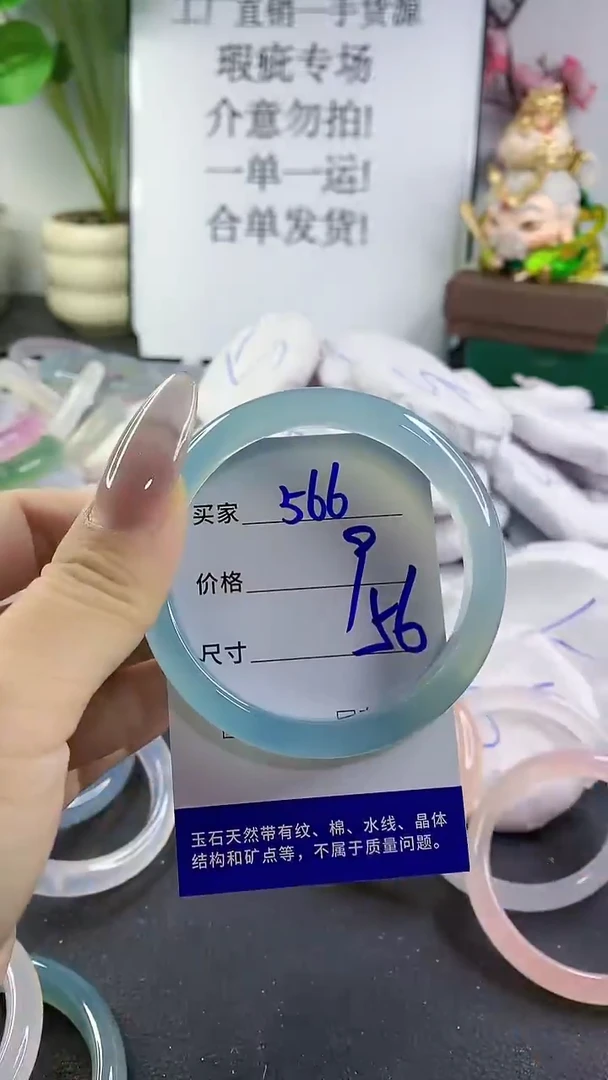 工厂直销一手货源
瑕疵专场
介意勿拍!
一单一运!
合单发货!
买家 566
价格 9
尺寸 56
玉石天然带有纹、棉、水线、晶体
结构和矿点等，不属于质量问题。